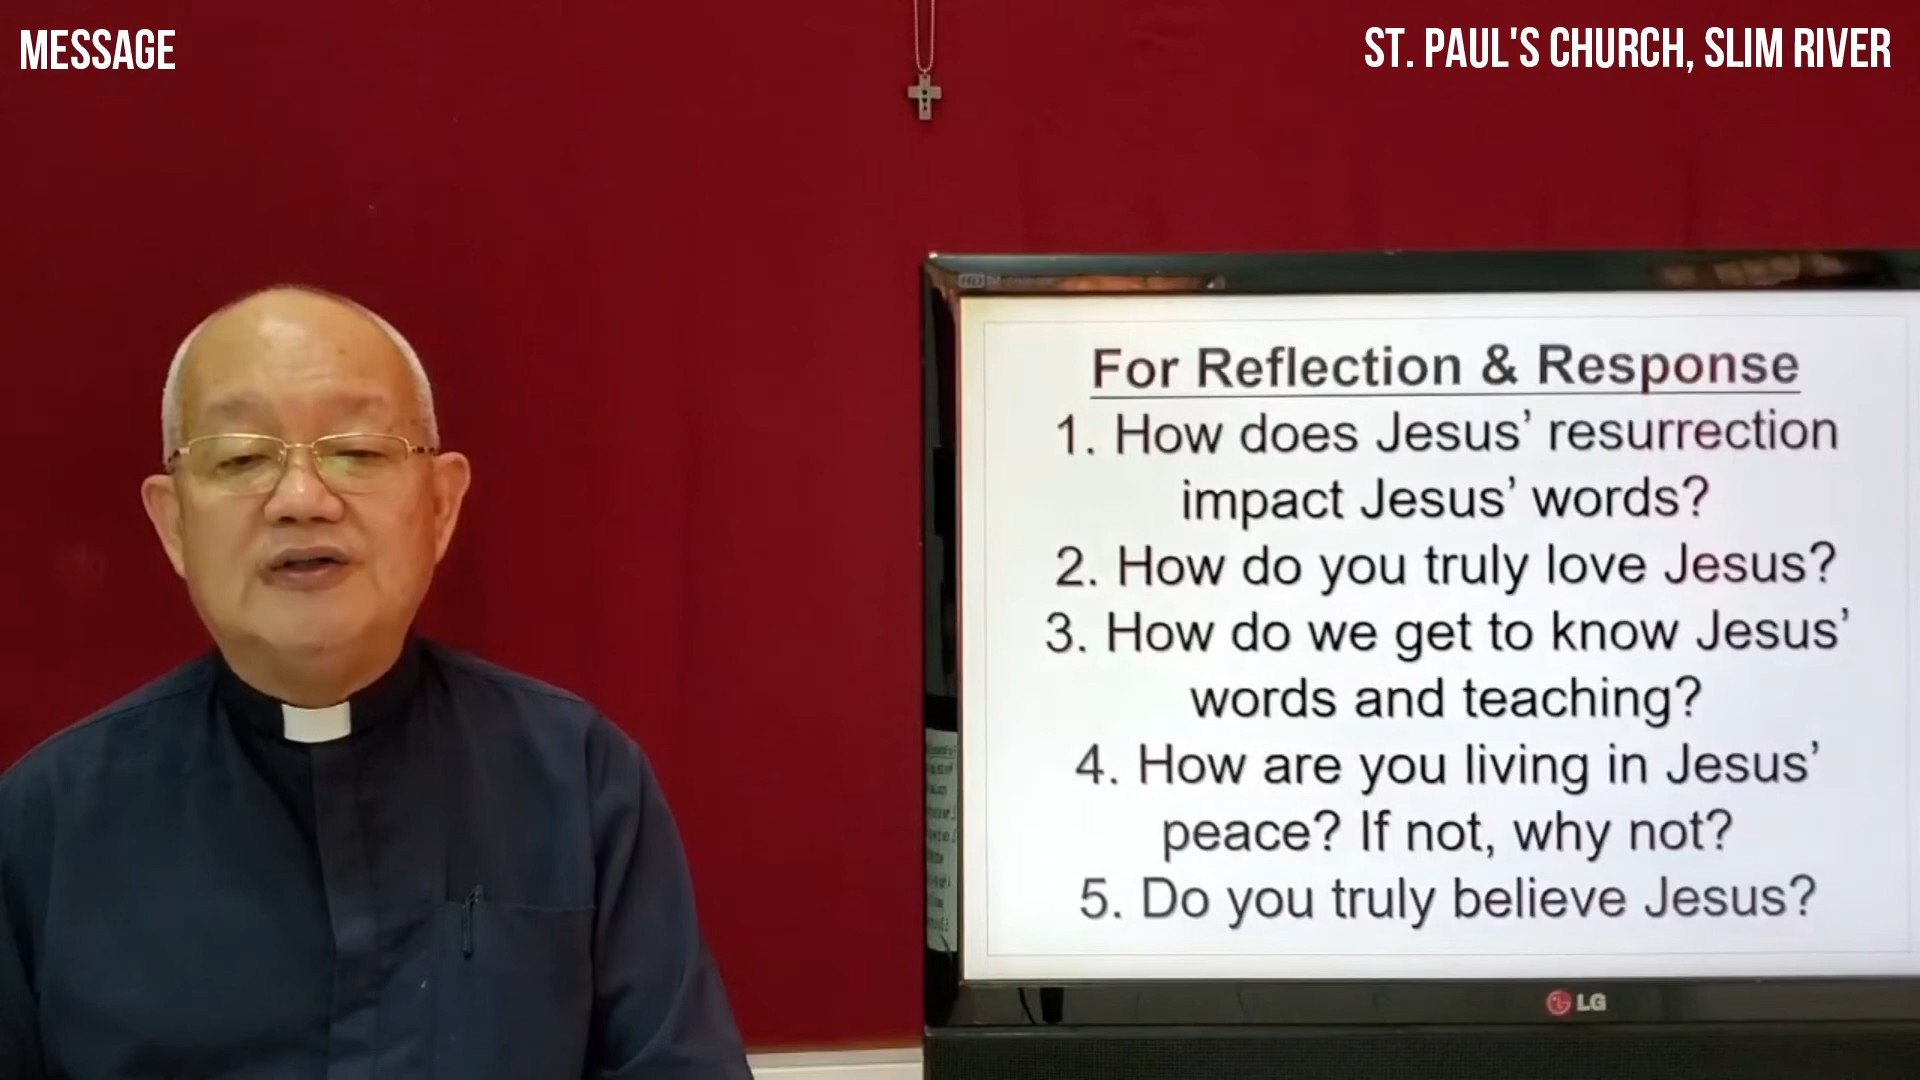 MESSAGE
ST. PAUL'S CHURCH, SLIM RIVER
For Reflection & Response
1. How does Jesus’ resurrection
impact Jesus’ words?
2. How do you truly love Jesus?
3. How do we get to know Jesus’
words and teaching?
4. How are you living in Jesus’
peace? If not, why not?
5. Do you truly believe Jesus?
LG